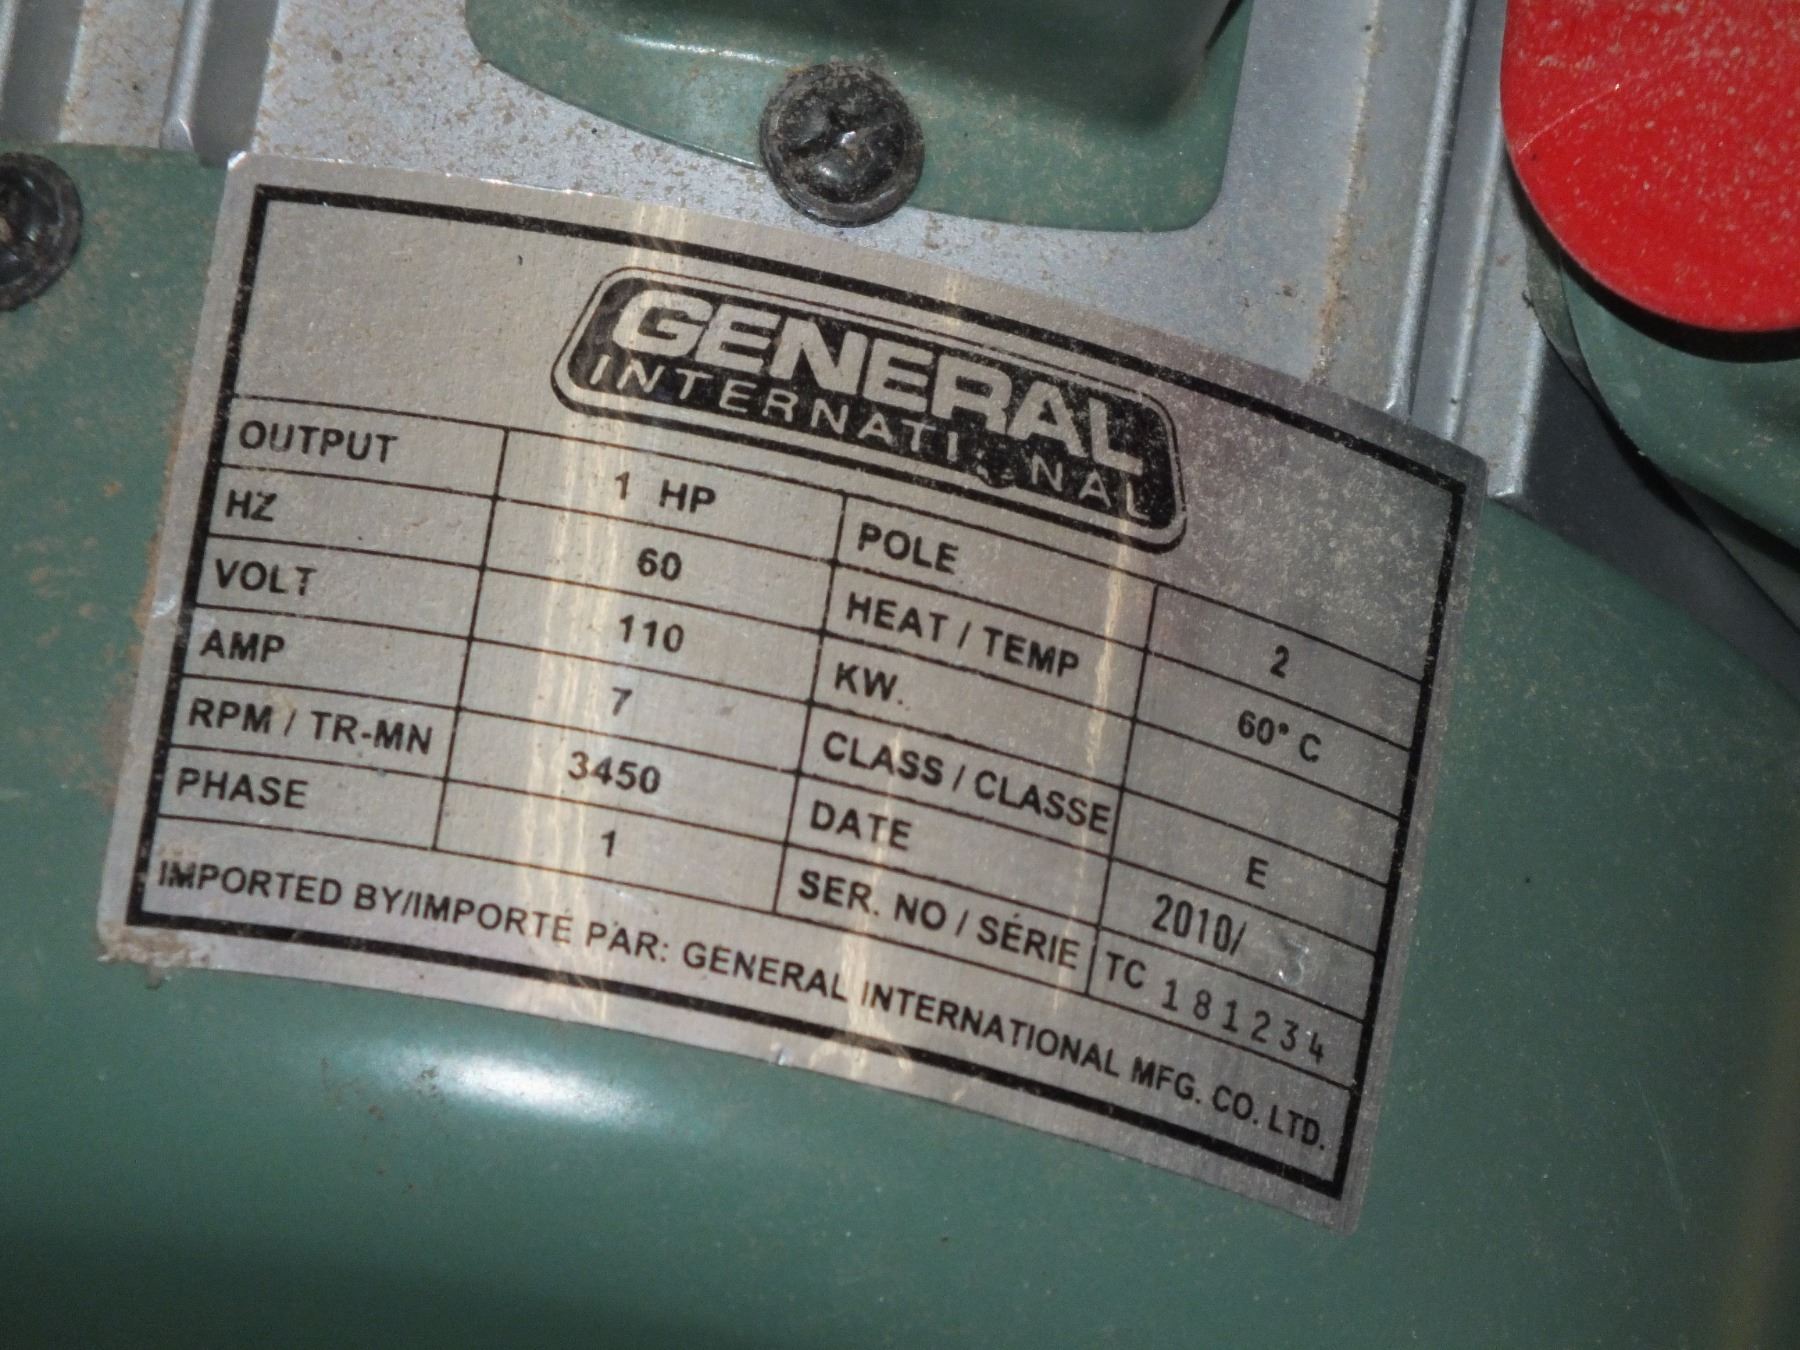 GENERAL
INTERNATIONAL
OUTPUT 1 HP
HZ 60
VOLT 110
AMP 7
RPM / TR-MN 3450
PHASE 1
POLE 2
HEAT / TEMP 60° C
KW.
CLASS / CLASSE E
DATE 2010/ 3
SER. NO / SÉRIE TC 181234
IMPORTED BY/IMPORTÉ PAR: GENERAL INTERNATIONAL MFG. CO. LTD.